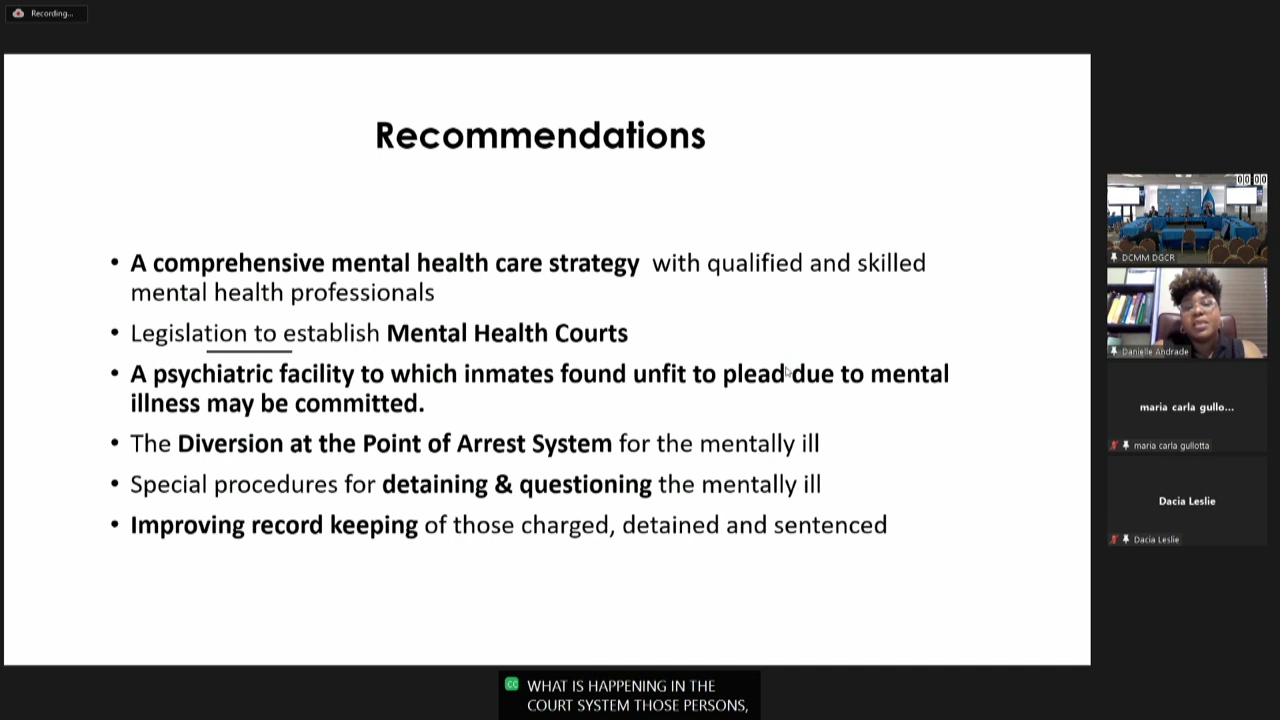 Recording...
Recommendations
• A comprehensive mental health care strategy with qualified and skilled
mental health professionals
• Legislation to establish Mental Health Courts
• A psychiatric facility to which inmates found unfit to plead due to mental
illness may be committed.
• The Diversion at the Point of Arrest System for the mentally ill
• Special procedures for detaining & questioning the mentally ill
• Improving record keeping of those charged, detained and sentenced
00:00
DCMM DGCR
Danielle Andrade
maria carla gullo...
maria carla gullotta
Dacia Leslie
Dacia Leslie
CC WHAT IS HAPPENING IN THE
COURT SYSTEM THOSE PERSONS,